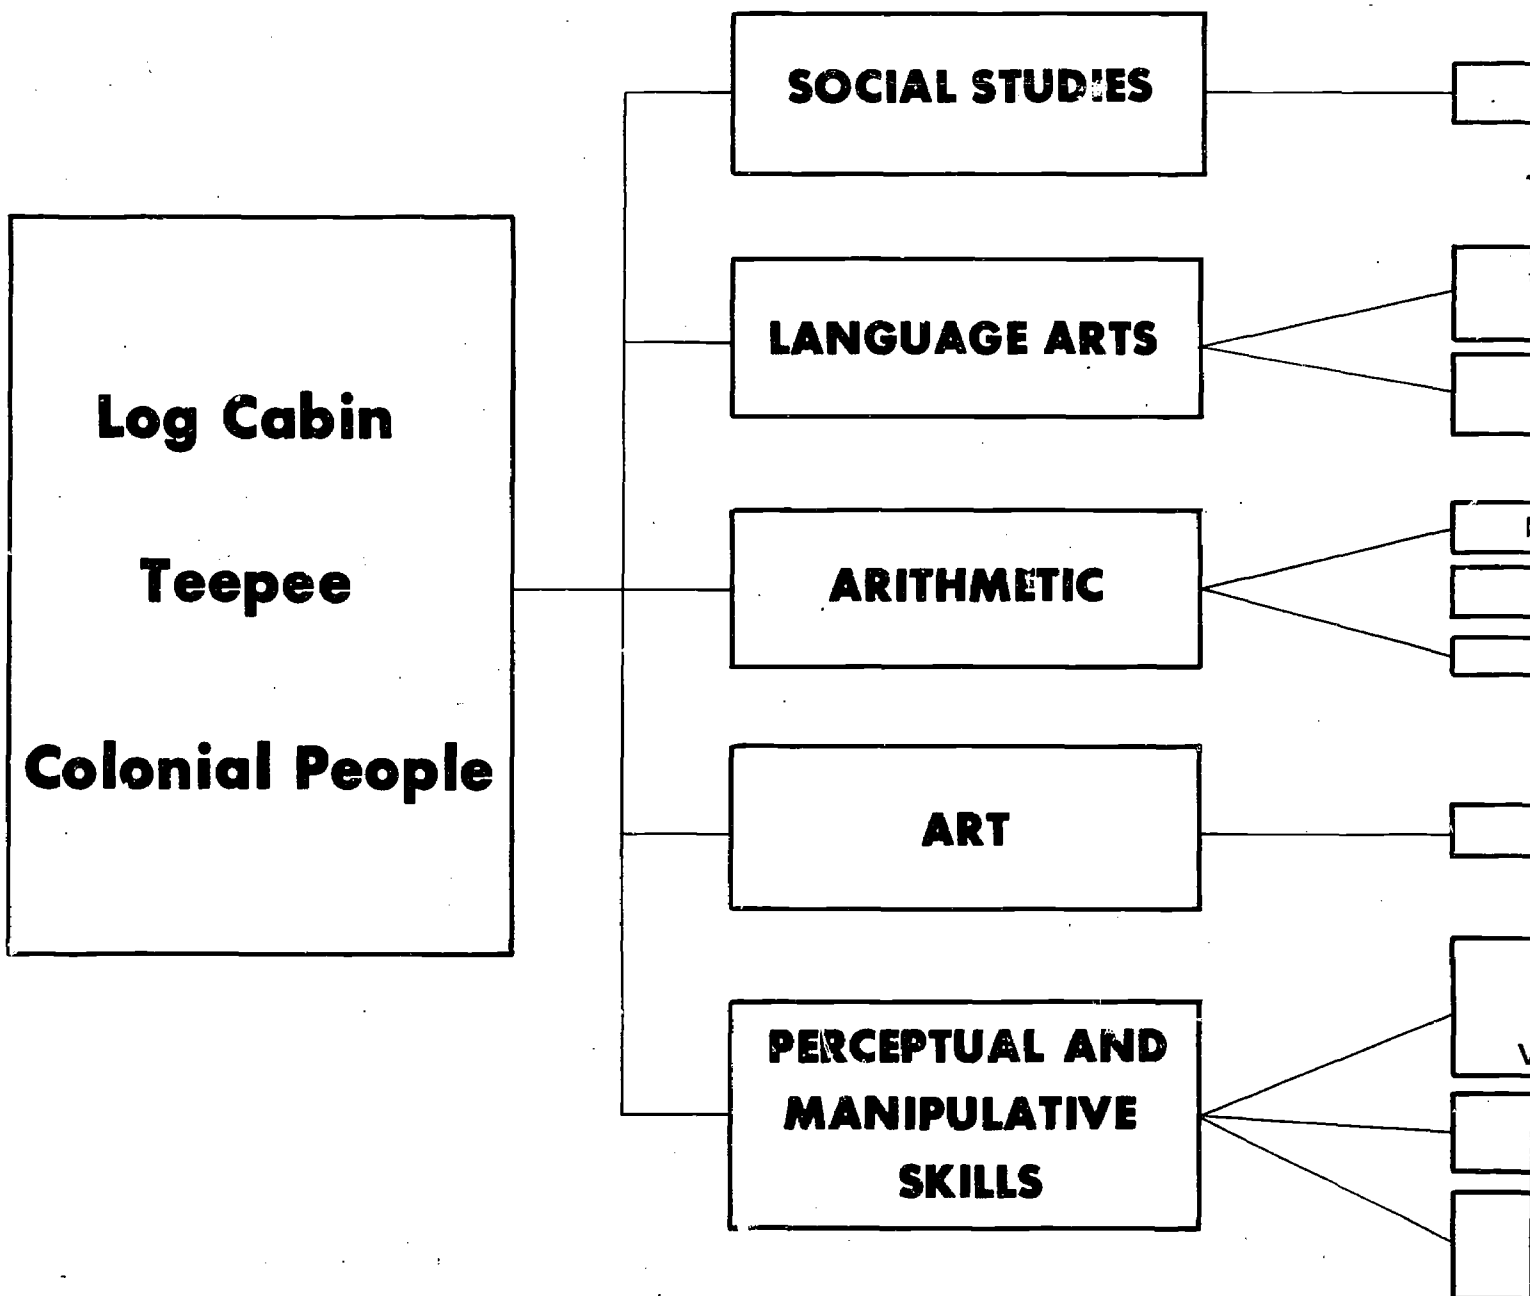 Log Cabin
Teepee
Colonial People
SOCIAL STUDIES
LANGUAGE ARTS
ARITHMETIC
ART
PERCEPTUAL AND
MANIPULATIVE
SKILLS